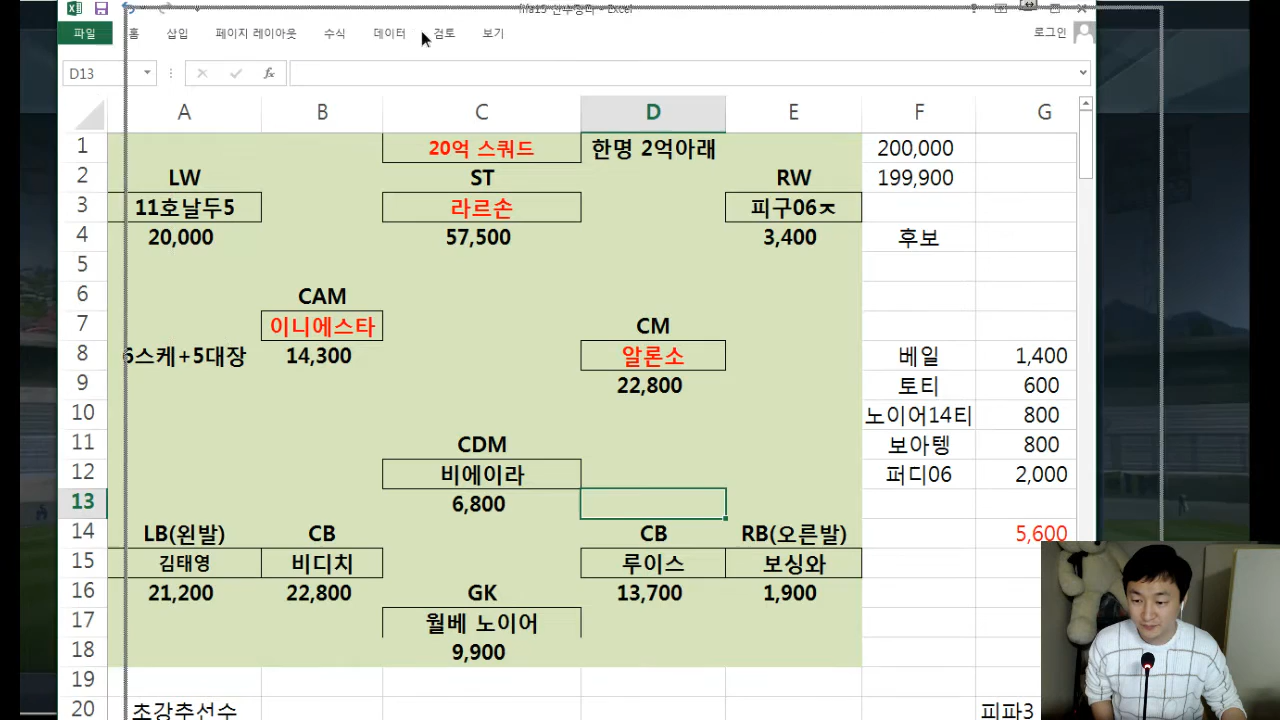 파일 홈 삽입 페이지 레이아웃 수식 데이터 검토 보기 로그인
D13 fx
A B C D E F G
1 20억 스쿼드 한명 2억아래 200,000
2 LW ST RW 199,900
3 11호날두5 라르손 피구06ㅈ
4 20,000 57,500 3,400 후보
5
6 CAM
7 이니에스타 CM
8 6스케+5대장 14,300 알론소 베일 1,400
9 22,800 토티 600
10 노이어14티 800
11 CDM 보아텡 800
12 비에이라 퍼디06 2,000
13 6,800
14 LB(왼발) CB CB RB(오른발) 5,600
15 김태영 비디치 루이스 보싱와
16 21,200 22,800 GK 13,700 1,900
17 월베 노이어
18 9,900
19
20 초강추선수 피파3